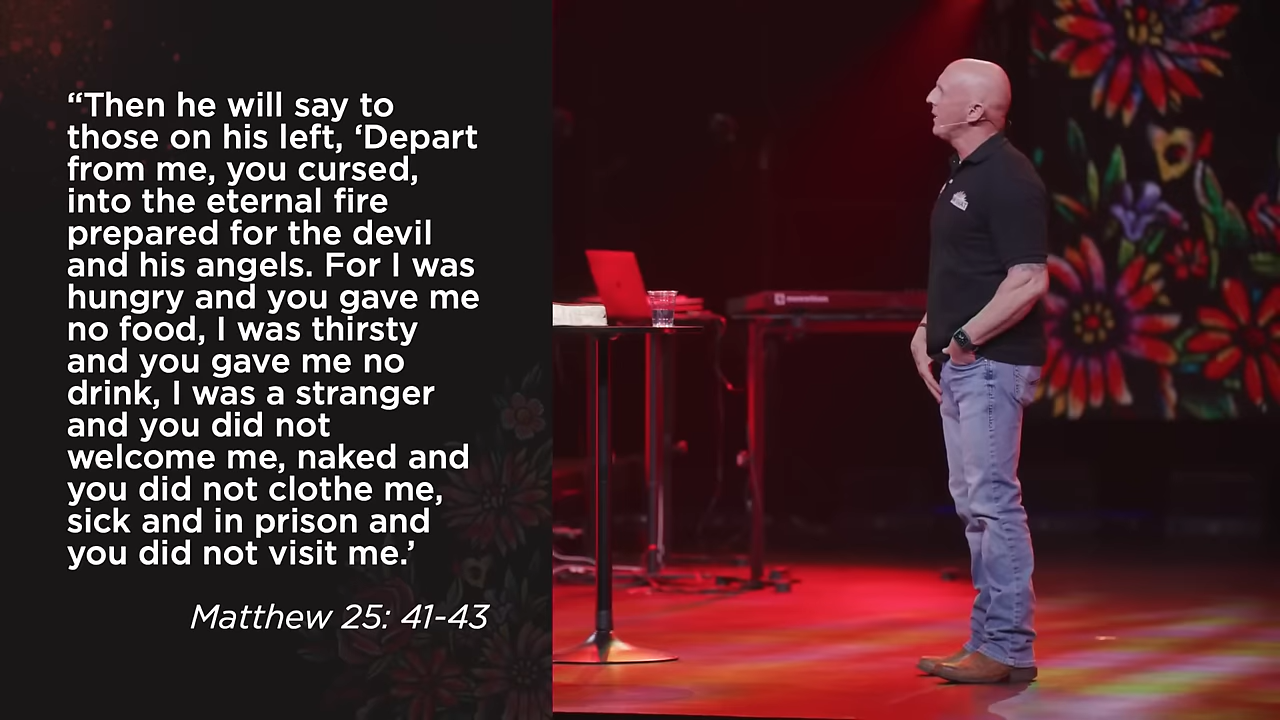 “Then he will say to
those on his left, ‘Depart
from me, you cursed,
into the eternal fire
prepared for the devil
and his angels. For I was
hungry and you gave me
no food, I was thirsty
and you gave me no
drink, I was a stranger
and you did not
welcome me, naked and
you did not clothe me,
sick and in prison and
you did not visit me.’
Matthew 25: 41-43
novation